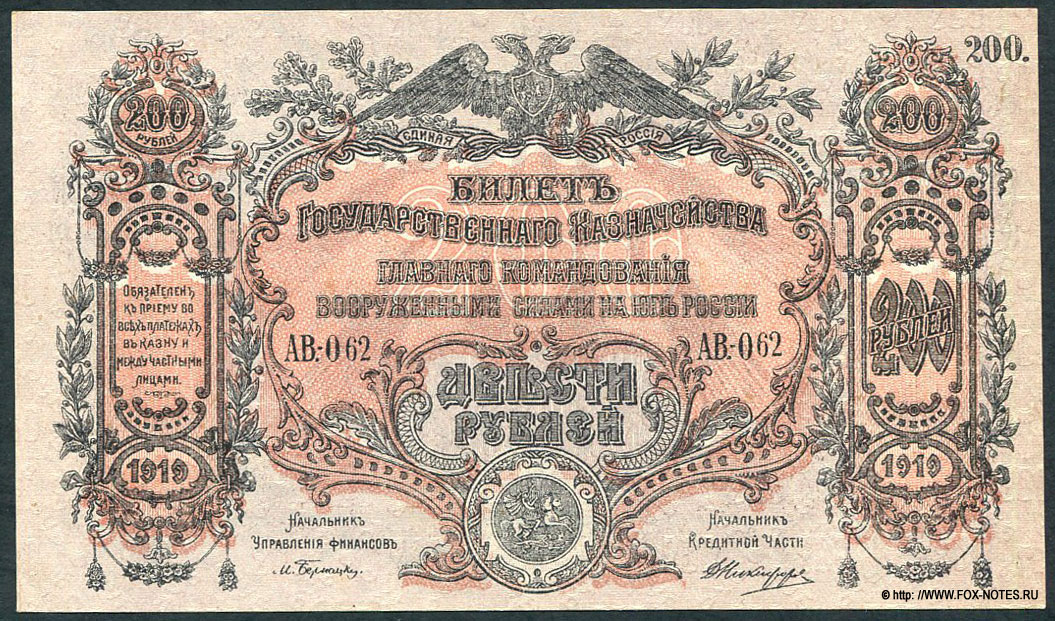 200.
200
РУБЛЕЙ
200
ЕДИНАЯ РОССІЯ
БИЛЕТЪ
ГОСУДАРСТВЕННАГО КАЗНАЧЕЙСТВА
ГЛАВНАГО КОМАНДОВАНІЯ
ВООРУЖЕННЫМИ СИЛАМИ НА ЮГѢ РОССІИ
ОБЯЗАТЕЛЕНЪ
КЪ ПРІЕМУ ВО
ВСѢХЪ ПЛАТЕЖАХЪ
ВЪ КАЗНУ И
МЕЖДУ ЧАСТНЫМИ
ЛИЦАМИ.
200
РУБЛЕЙ
АВ.-062 АВ.-062
ДВѢСТИ
РУБЛЕЙ
1919 1919
НАЧАЛЬНИКЪ
УПРАВЛЕНІЯ ФИНАНСОВЪ
М. Бернацкій
НАЧАЛЬНИКЪ
КРЕДИТНОЙ ЧАСТИ
© http: //WWW.FOX-NOTES.RU